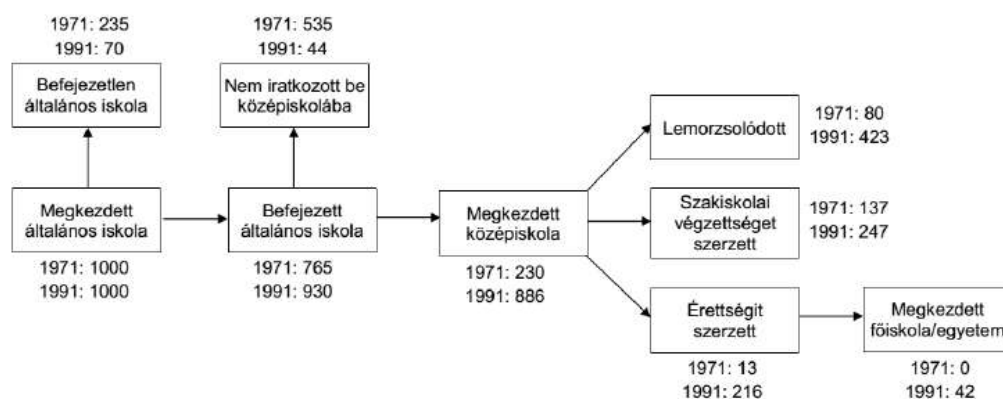 1971: 235
1991: 70
Befejezetlen
általános iskola
1971: 535
1991: 44
Nem iratkozott be
középiskolába
Megkezdett
általános iskola
1971: 1000
1991: 1000
Befejezett
általános iskola
1971: 765
1991: 930
Megkezdett
középiskola
1971: 230
1991: 886
Lemorzsolódott
1971: 80
1991: 423
Szakiskolai
végzettséget
szerzett
1971: 137
1991: 247
Érettségit
szerzett
1971: 13
1991: 216
Megkezdett
főiskola/egyetem
1971: 0
1991: 42